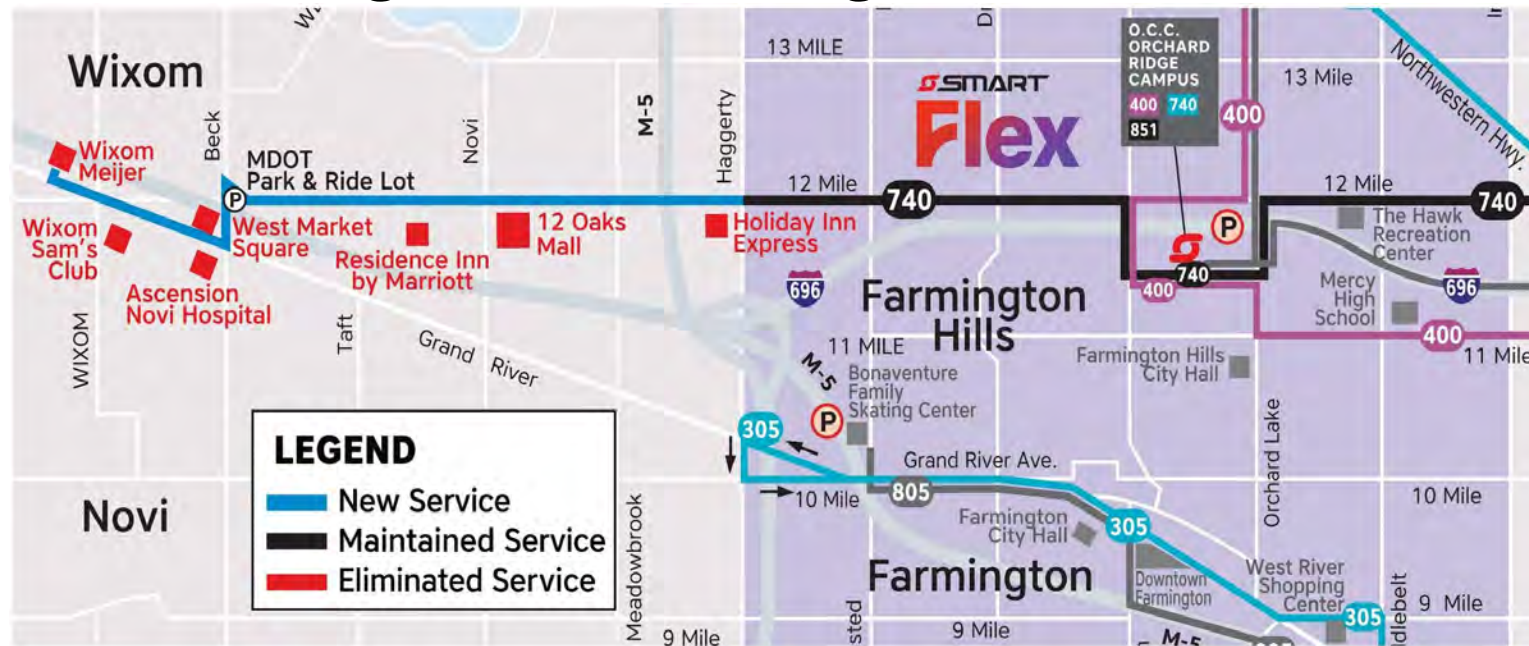 13 MILE
O.C.C.
ORCHARD
RIDGE
CAMPUS
400 740
851
Wixom
Beck
Novi
M-5
Haggerty
SMART
Flex
400
13 Mile
Northwestern Hwy.
Wixom
Meijer
MDOT
Park & Ride Lot
P
12 Mile
740
12 Mile
740
Wixom
Sam's
Club
West Market
Square
Residence Inn
by Marriott
12 Oaks
Mall
Holiday Inn
Express
P
S
740
400
The Hawk
Recreation
Center
Ascension
Novi Hospital
696
Farmington
Hills
Mercy
High
School
696
400
11 Mile
WIXOM
Taft
Grand River
11 MILE
M-5
Farmington Hills
City Hall
Bonaventure
Family
Skating Center
P
305
Orchard Lake
LEGEND
New Service
Maintained Service
Eliminated Service
Grand River Ave.
10 Mile
805
10 Mile
Novi
Meadowbrook
Farmington
City Hall
305
Farmington
Downtown
Farmington
West River
Shopping
Center
305
9 Mile
9 Mile
9 Mile
sted
M-5
dlebelt